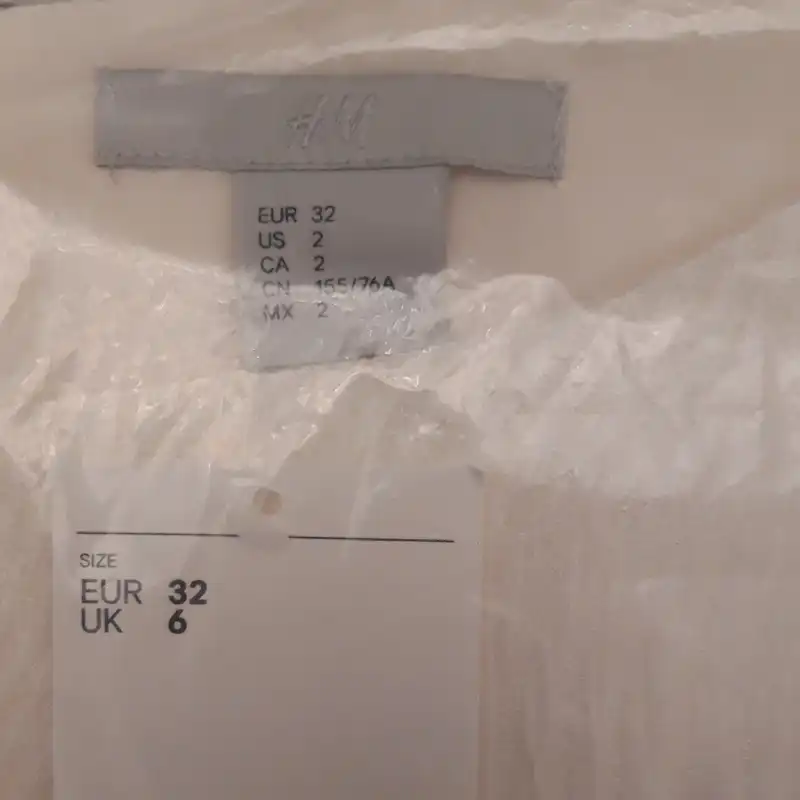 H&M
EUR 32
US 2
CA 2
CN 155/76A
MX 2
SIZE
EUR 32
UK 6